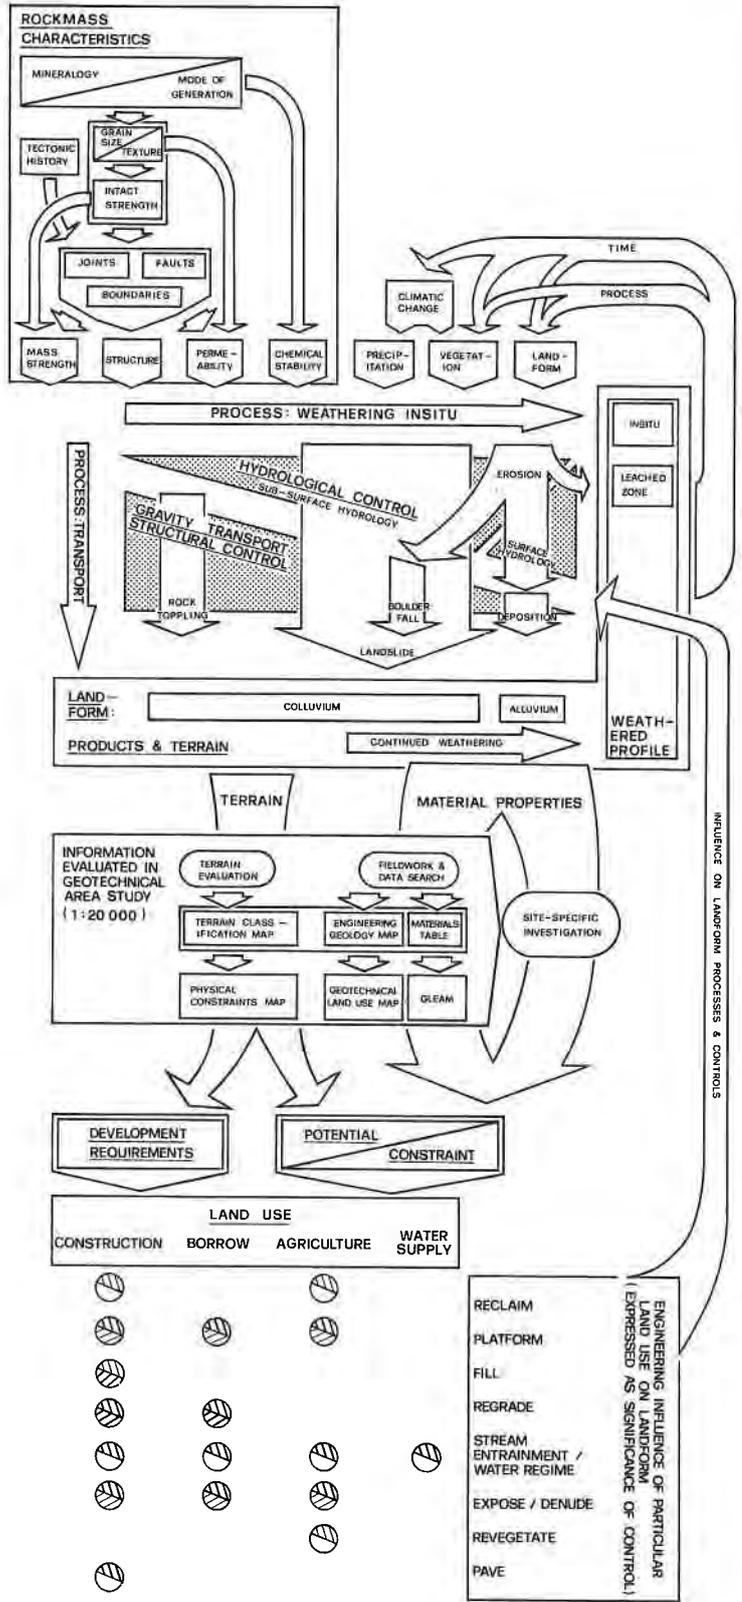 ROCKMASS
CHARACTERISTICS
MINERALOGY
MODE OF
GENERATION
GRAIN
SIZE
TEXTURE
TECTONIC
HISTORY
INTACT
STRENGTH
JOINTS
FAULTS
BOUNDARIES
MASS
STRENGTH
STRUCTURE
PERME-
ABILITY
CHEMICAL
STABILITY
TIME
PROCESS
CLIMATIC
CHANGE
PRECIP-
ITATION
VEGETAT-
ION
LAND-
FORM
PROCESS: WEATHERING INSITU
INSITU
LEACHED
ZONE
PROCESS:TRANSPORT
HYDROLOGICAL CONTROL
SUB-SURFACE HYDROLOGY
EROSION
GRAVITY TRANSPORT
STRUCTURAL CONTROL
SURFACE
HYDROLOGY
ROCK
TOPPLING
BOULDER
FALL
DEPOSITION
LANDSLIDE
LAND-
FORM:
COLLUVIUM
ALLUVIUM
PRODUCTS & TERRAIN
CONTINUED WEATHERING
WEATH-
ERED
PROFILE
TERRAIN
MATERIAL PROPERTIES
INFORMATION
EVALUATED IN
GEOTECHNICAL
AREA STUDY
(1:20 000)
TERRAIN
EVALUATION
FIELDWORK &
DATA SEARCH
TERRAIN CLASS-
IFICATION MAP
ENGINEERING
GEOLOGY MAP
MATERIALS
TABLE
SITE-SPECIFIC
INVESTIGATION
PHYSICAL
CONSTRAINTS MAP
GEOTECHNICAL
LAND USE MAP
GLEAM
INFLUENCE ON LANDFORM PROCESSES & CONTROLS
DEVELOPMENT
REQUIREMENTS
POTENTIAL
CONSTRAINT
LAND USE
CONSTRUCTION
BORROW
AGRICULTURE
WATER
SUPPLY
RECLAIM
PLATFORM
FILL
REGRADE
STREAM
ENTRAINMENT /
WATER REGIME
EXPOSE / DENUDE
REVEGETATE
PAVE
ENGINEERING INFLUENCE OF PARTICULAR
LAND USE ON LANDFORM
(EXPRESSED AS SIGNIFICANCE OF CONTROL)